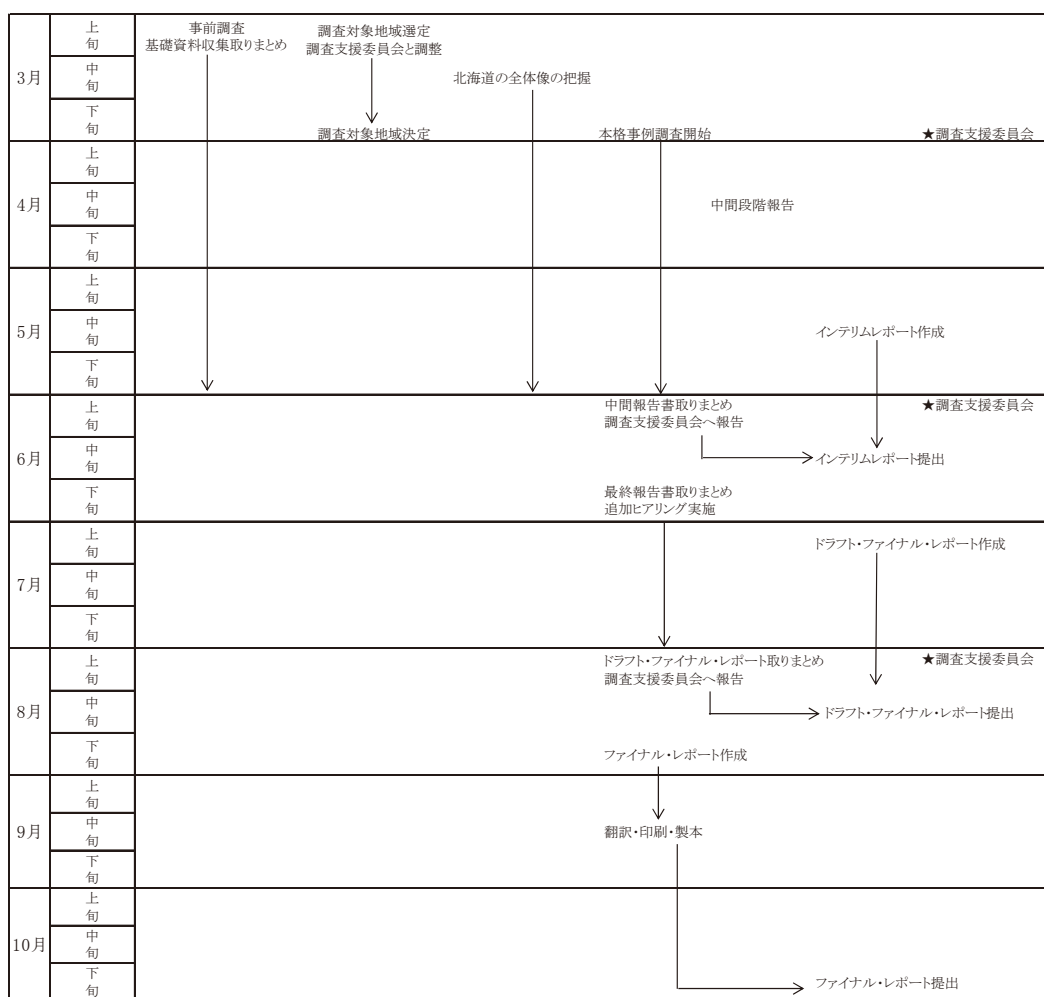 3月
上旬
中旬
下旬
事前調査
基礎資料収集取りまとめ
調査対象地域選定
調査支援委員会と調整
北海道の全体像の把握
調査対象地域決定
本格事例調査開始
★調査支援委員会
4月
上旬
中旬
下旬
中間段階報告
5月
上旬
中旬
下旬
インテリムレポート作成
6月
上旬
中旬
下旬
中間報告書取りまとめ
調査支援委員会へ報告
★調査支援委員会
インテリムレポート提出
最終報告書取りまとめ
追加ヒアリング実施
7月
上旬
中旬
下旬
ドラフト・ファイナル・レポート作成
8月
上旬
中旬
下旬
ドラフト・ファイナル・レポート取りまとめ
調査支援委員会へ報告
★調査支援委員会
ドラフト・ファイナル・レポート提出
ファイナル・レポート作成
9月
上旬
中旬
下旬
翻訳・印刷・製本
10月
上旬
中旬
下旬
ファイナル・レポート提出